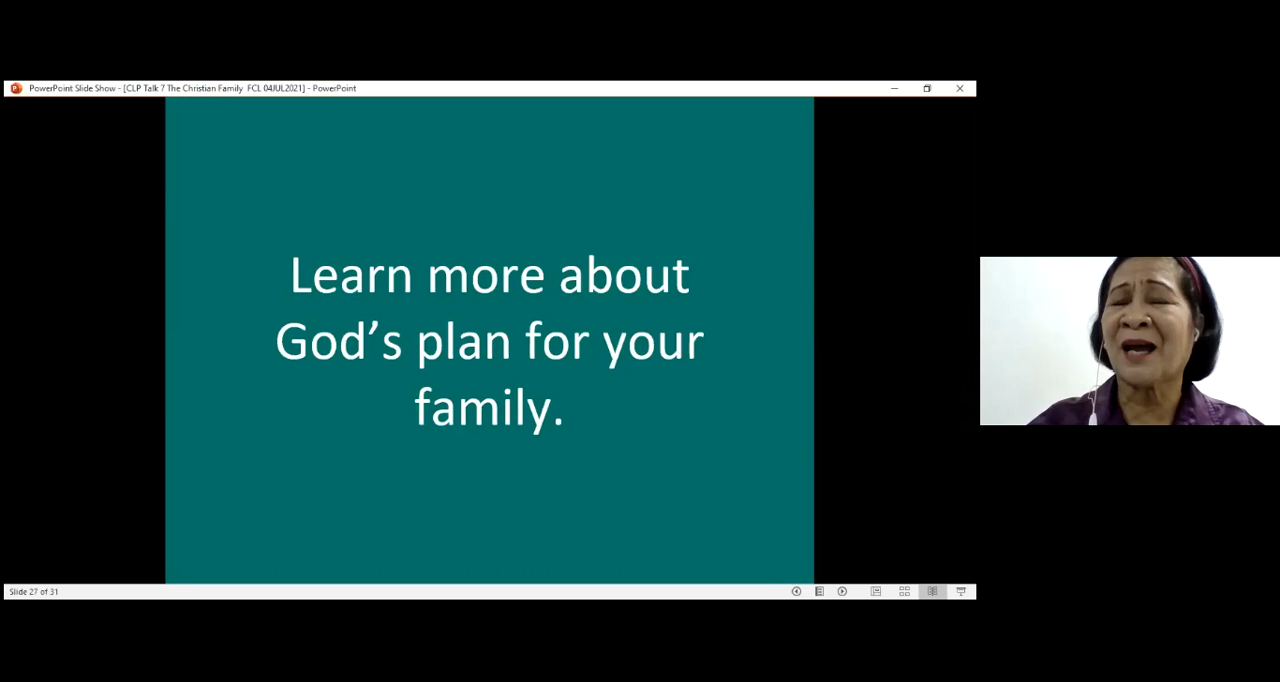 PowerPoint Slide Show - [CLP Talk 7 The Christian Family  FCL 04JUL2021] - PowerPoint
Learn more about
God’s plan for your
family.
Slide 27 of 31